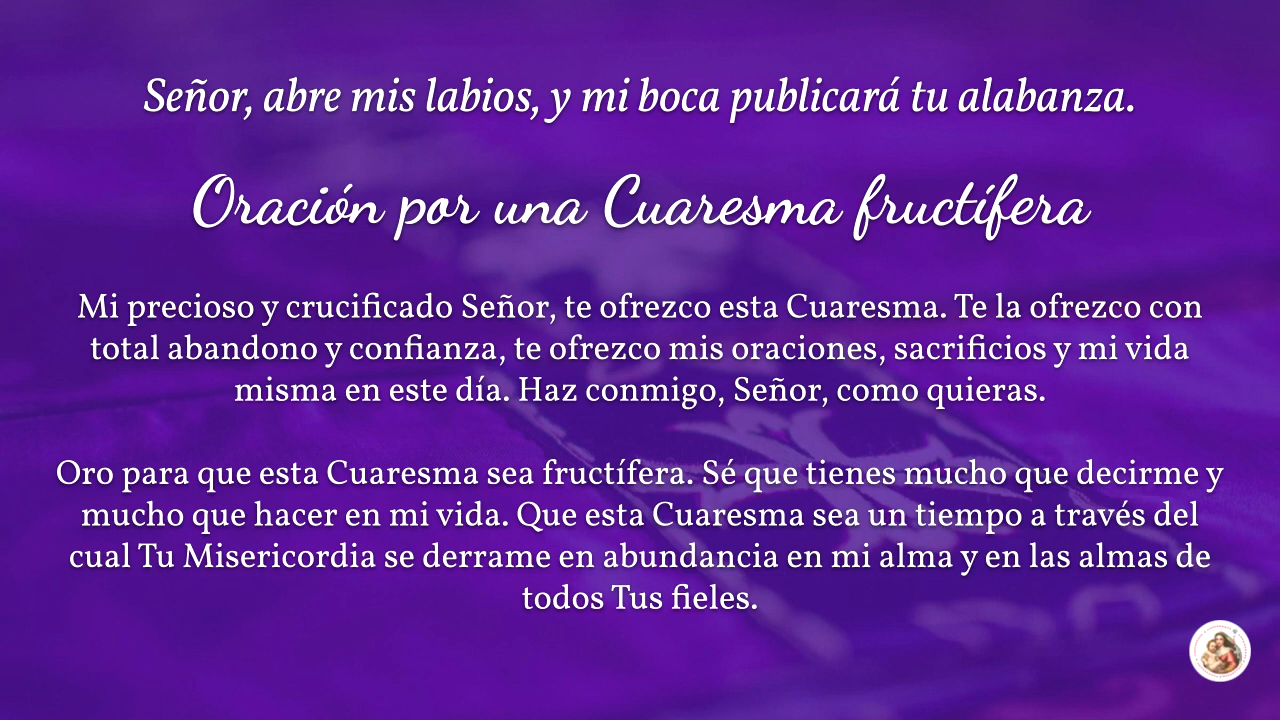 Señor, abre mis labios, y mi boca publicará tu alabanza.
Oración por una Cuaresma fructífera
Mi precioso y crucificado Señor, te ofrezco esta Cuaresma. Te la ofrezco con
total abandono y confianza, te ofrezco mis oraciones, sacrificios y mi vida
misma en este día. Haz conmigo, Señor, como quieras.
Oro para que esta Cuaresma sea fructífera. Sé que tienes mucho que decirme y
mucho que hacer en mi vida. Que esta Cuaresma sea un tiempo a través del
cual Tu Misericordia se derrame en abundancia en mi alma y en las almas de
todos Tus fieles.